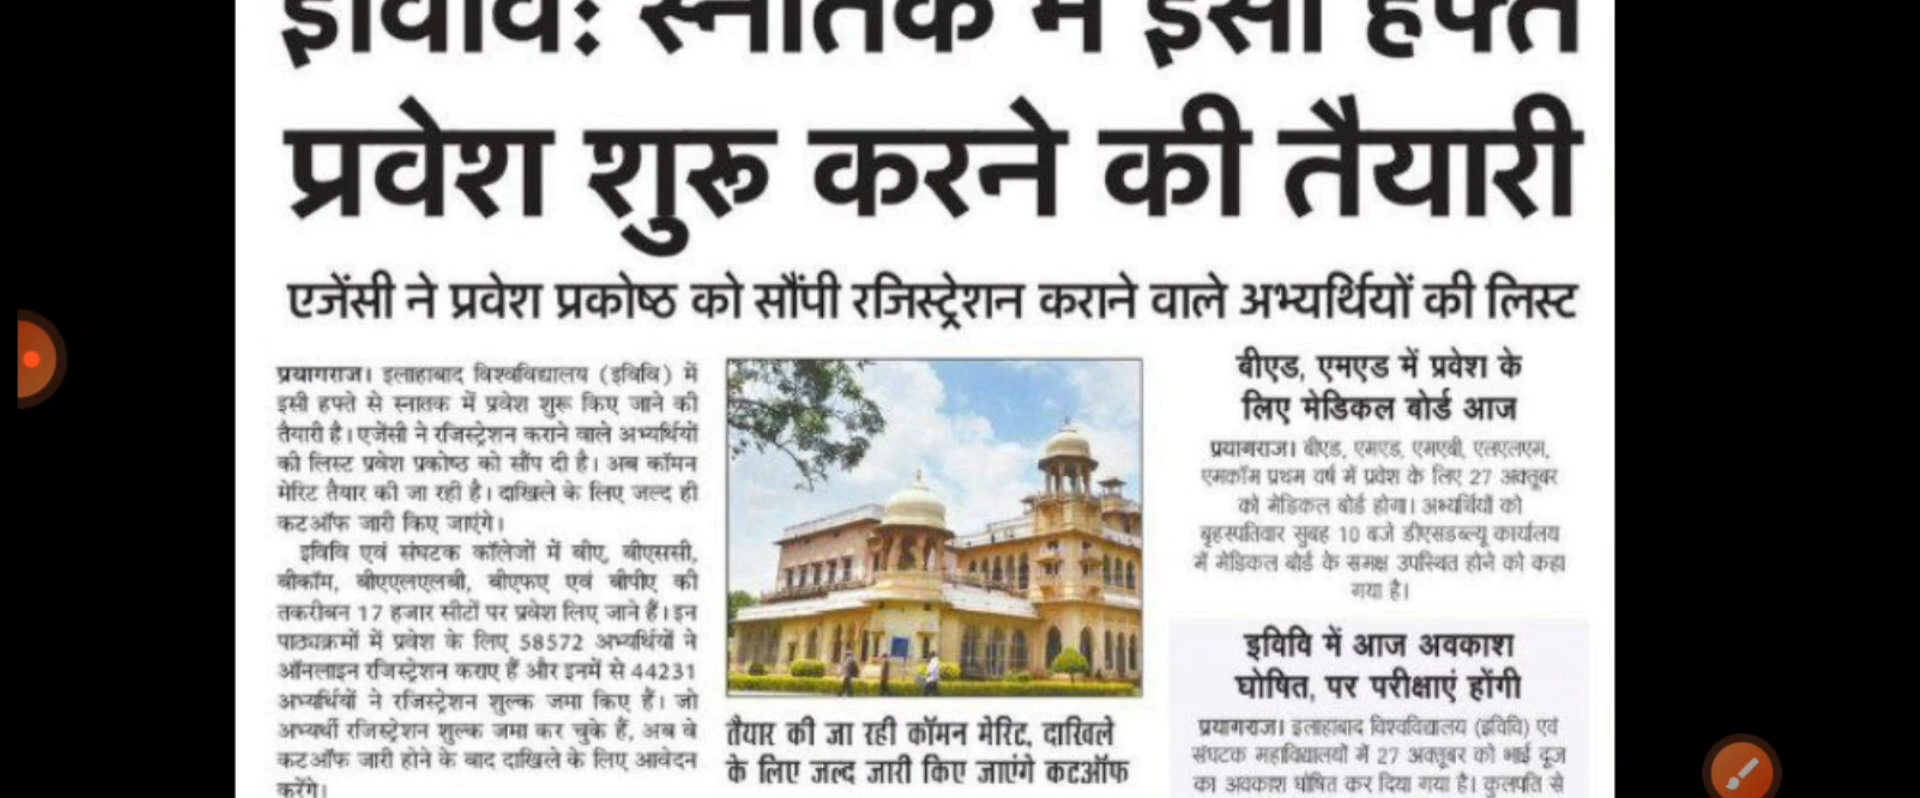 इविविः स्नातक में इसी हफ्ते
प्रवेश शुरू करने की तैयारी
एजेंसी ने प्रवेश प्रकोष्ठ को सौंपी रजिस्ट्रेशन कराने वाले अभ्यर्थियों की लिस्ट
प्रयागराज। इलाहाबाद विश्वविद्यालय (इविवि) में
इसी हफ्ते से स्नातक में प्रवेश शुरू किए जाने की
तैयारी है। एजेंसी ने रजिस्ट्रेशन कराने वाले अभ्यर्थियों
की लिस्ट प्रवेश प्रकोष्ठ को सौंप दी है। अब कॉमन
मेरिट तैयार की जा रही है। दाखिले के लिए जल्द ही
कटऑफ जारी किए जाएंगे।
इविवि एवं संघटक कॉलेजों में बीए, बीएससी,
बीकॉम, बीएएलएलबी, बीएफए एवं बीपीए की
तकरीबन 17 हजार सीटों पर प्रवेश लिए जाने हैं। इन
पाठ्यक्रमों में प्रवेश के लिए 58572 अभ्यर्थियों ने
ऑनलाइन रजिस्ट्रेशन कराए हैं और इनमें से 44231
अभ्यर्थियों ने रजिस्ट्रेशन शुल्क जमा किए हैं। जो
अभ्यर्थी रजिस्ट्रेशन शुल्क जमा कर चुके हैं, अब वे
कटऑफ जारी होने के बाद दाखिले के लिए आवेदन
करेंगे।
तैयार की जा रही कॉमन मेरिट, दाखिले
के लिए जल्द जारी किए जाएंगे कटऑफ
बीएड, एमएड में प्रवेश के
लिए मेडिकल बोर्ड आज
प्रयागराज। बीएड, एमएड, एमएबी, एलएलएम,
एमकॉम प्रथम वर्ष में प्रवेश के लिए 27 अक्तूबर
को मेडिकल बोर्ड होगा। अभ्यर्थियों को
बृहस्पतिवार सुबह 10 बजे डीएसडब्ल्यू कार्यालय
में मेडिकल बोर्ड के समक्ष उपस्थित होने को कहा
गया है।
इविवि में आज अवकाश
घोषित, पर परीक्षाएं होंगी
प्रयागराज। इलाहाबाद विश्वविद्यालय (इविवि) एवं
संघटक महाविद्यालयों में 27 अक्तूबर को भाई दूज
का अवकाश घोषित कर दिया गया है। कुलपति से